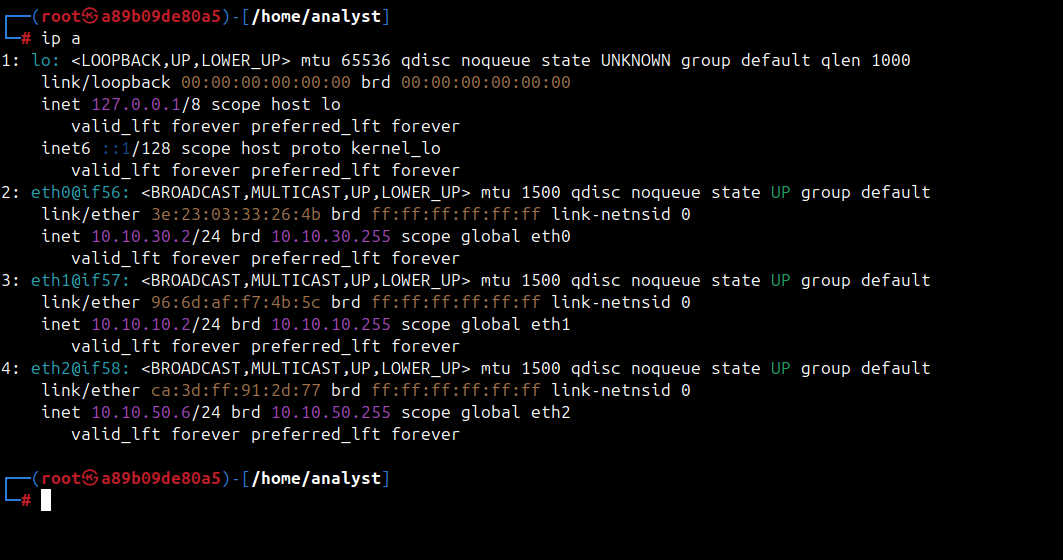 ┌──(root㉿a89b09de80a5)-[/home/analyst]
└─# ip a
1: lo: <LOOPBACK,UP,LOWER_UP> mtu 65536 qdisc noqueue state UNKNOWN group default qlen 1000
    link/loopback 00:00:00:00:00:00 brd 00:00:00:00:00:00
    inet 127.0.0.1/8 scope host lo
       valid_lft forever preferred_lft forever
    inet6 ::1/128 scope host proto kernel_lo
       valid_lft forever preferred_lft forever
2: eth0@if56: <BROADCAST,MULTICAST,UP,LOWER_UP> mtu 1500 qdisc noqueue state UP group default
    link/ether 3e:23:03:33:26:4b brd ff:ff:ff:ff:ff:ff link-netnsid 0
    inet 10.10.30.2/24 brd 10.10.30.255 scope global eth0
       valid_lft forever preferred_lft forever
3: eth1@if57: <BROADCAST,MULTICAST,UP,LOWER_UP> mtu 1500 qdisc noqueue state UP group default
    link/ether 96:6d:af:f7:4b:5c brd ff:ff:ff:ff:ff:ff link-netnsid 0
    inet 10.10.10.2/24 brd 10.10.10.255 scope global eth1
       valid_lft forever preferred_lft forever
4: eth2@if58: <BROADCAST,MULTICAST,UP,LOWER_UP> mtu 1500 qdisc noqueue state UP group default
    link/ether ca:3d:ff:91:2d:77 brd ff:ff:ff:ff:ff:ff link-netnsid 0
    inet 10.10.50.6/24 brd 10.10.50.255 scope global eth2
       valid_lft forever preferred_lft forever
┌──(root㉿a89b09de80a5)-[/home/analyst]
└─#